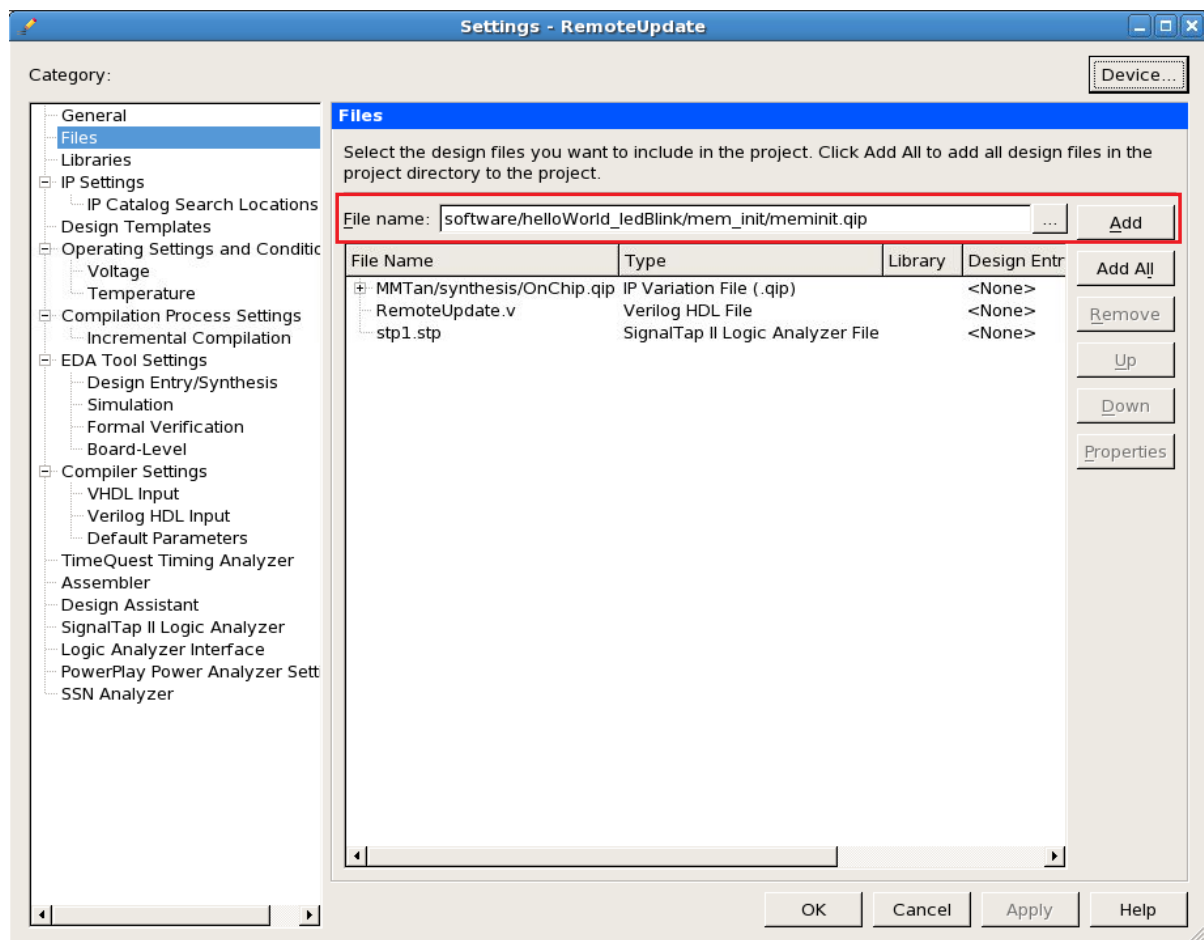 Settings - RemoteUpdate
Category:
Device...
General
Files
Libraries
IP Settings
IP Catalog Search Locations
Design Templates
Operating Settings and Conditic
Voltage
Temperature
Compilation Process Settings
Incremental Compilation
EDA Tool Settings
Design Entry/Synthesis
Simulation
Formal Verification
Board-Level
Compiler Settings
VHDL Input
Verilog HDL Input
Default Parameters
TimeQuest Timing Analyzer
Assembler
Design Assistant
SignalTap II Logic Analyzer
Logic Analyzer Interface
PowerPlay Power Analyzer Sett
SSN Analyzer
Files
Select the design files you want to include in the project. Click Add All to add all design files in the
project directory to the project.
File name: software/helloWorld_ledBlink/mem_init/meminit.qip ... Add
File Name Type Library Design Entr
MMTan/synthesis/OnChip.qip IP Variation File (.qip) <None>
RemoteUpdate.v Verilog HDL File <None>
stp1.stp SignalTap II Logic Analyzer File <None>
Add All
Remove
Up
Down
Properties
OK Cancel Apply Help